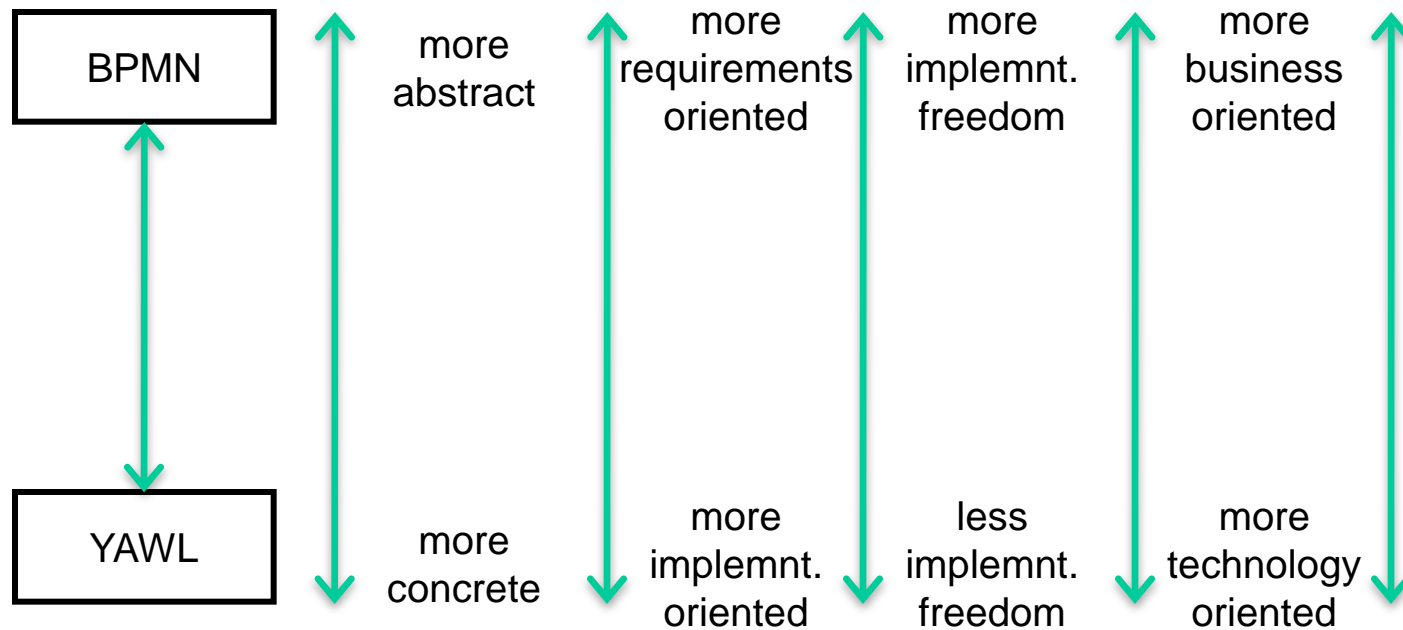 BPMN
more
abstract
more
requirements
oriented
more
implemnt.
freedom
more
business
oriented
YAWL
more
concrete
more
implemnt.
oriented
less
implemnt.
freedom
more
technology
oriented